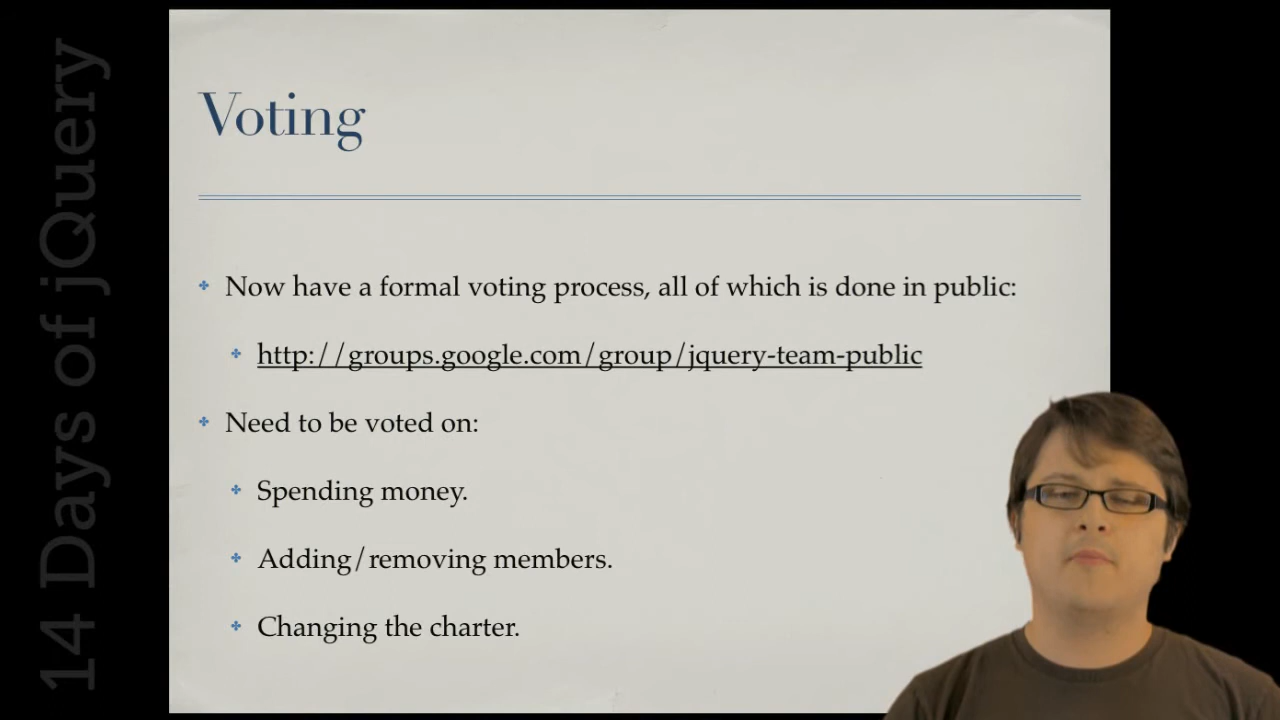 14 Days of jQuery
Voting
Now have a formal voting process, all of which is done in public:
http://groups.google.com/group/jquery-team-public
Need to be voted on:
Spending money.
Adding/removing members.
Changing the charter.